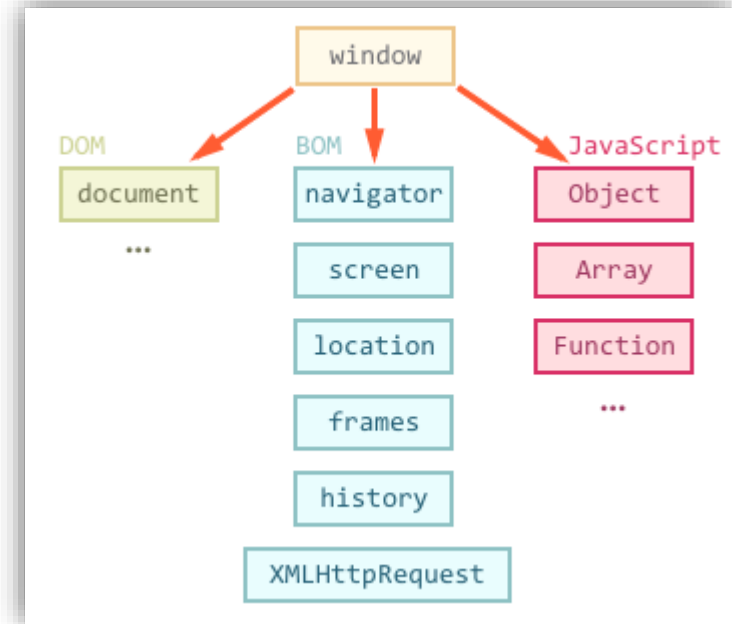 window
DOM BOM JavaScript
document navigator Object
...
screen Array
location Function
...
frames
history
XMLHttpRequest